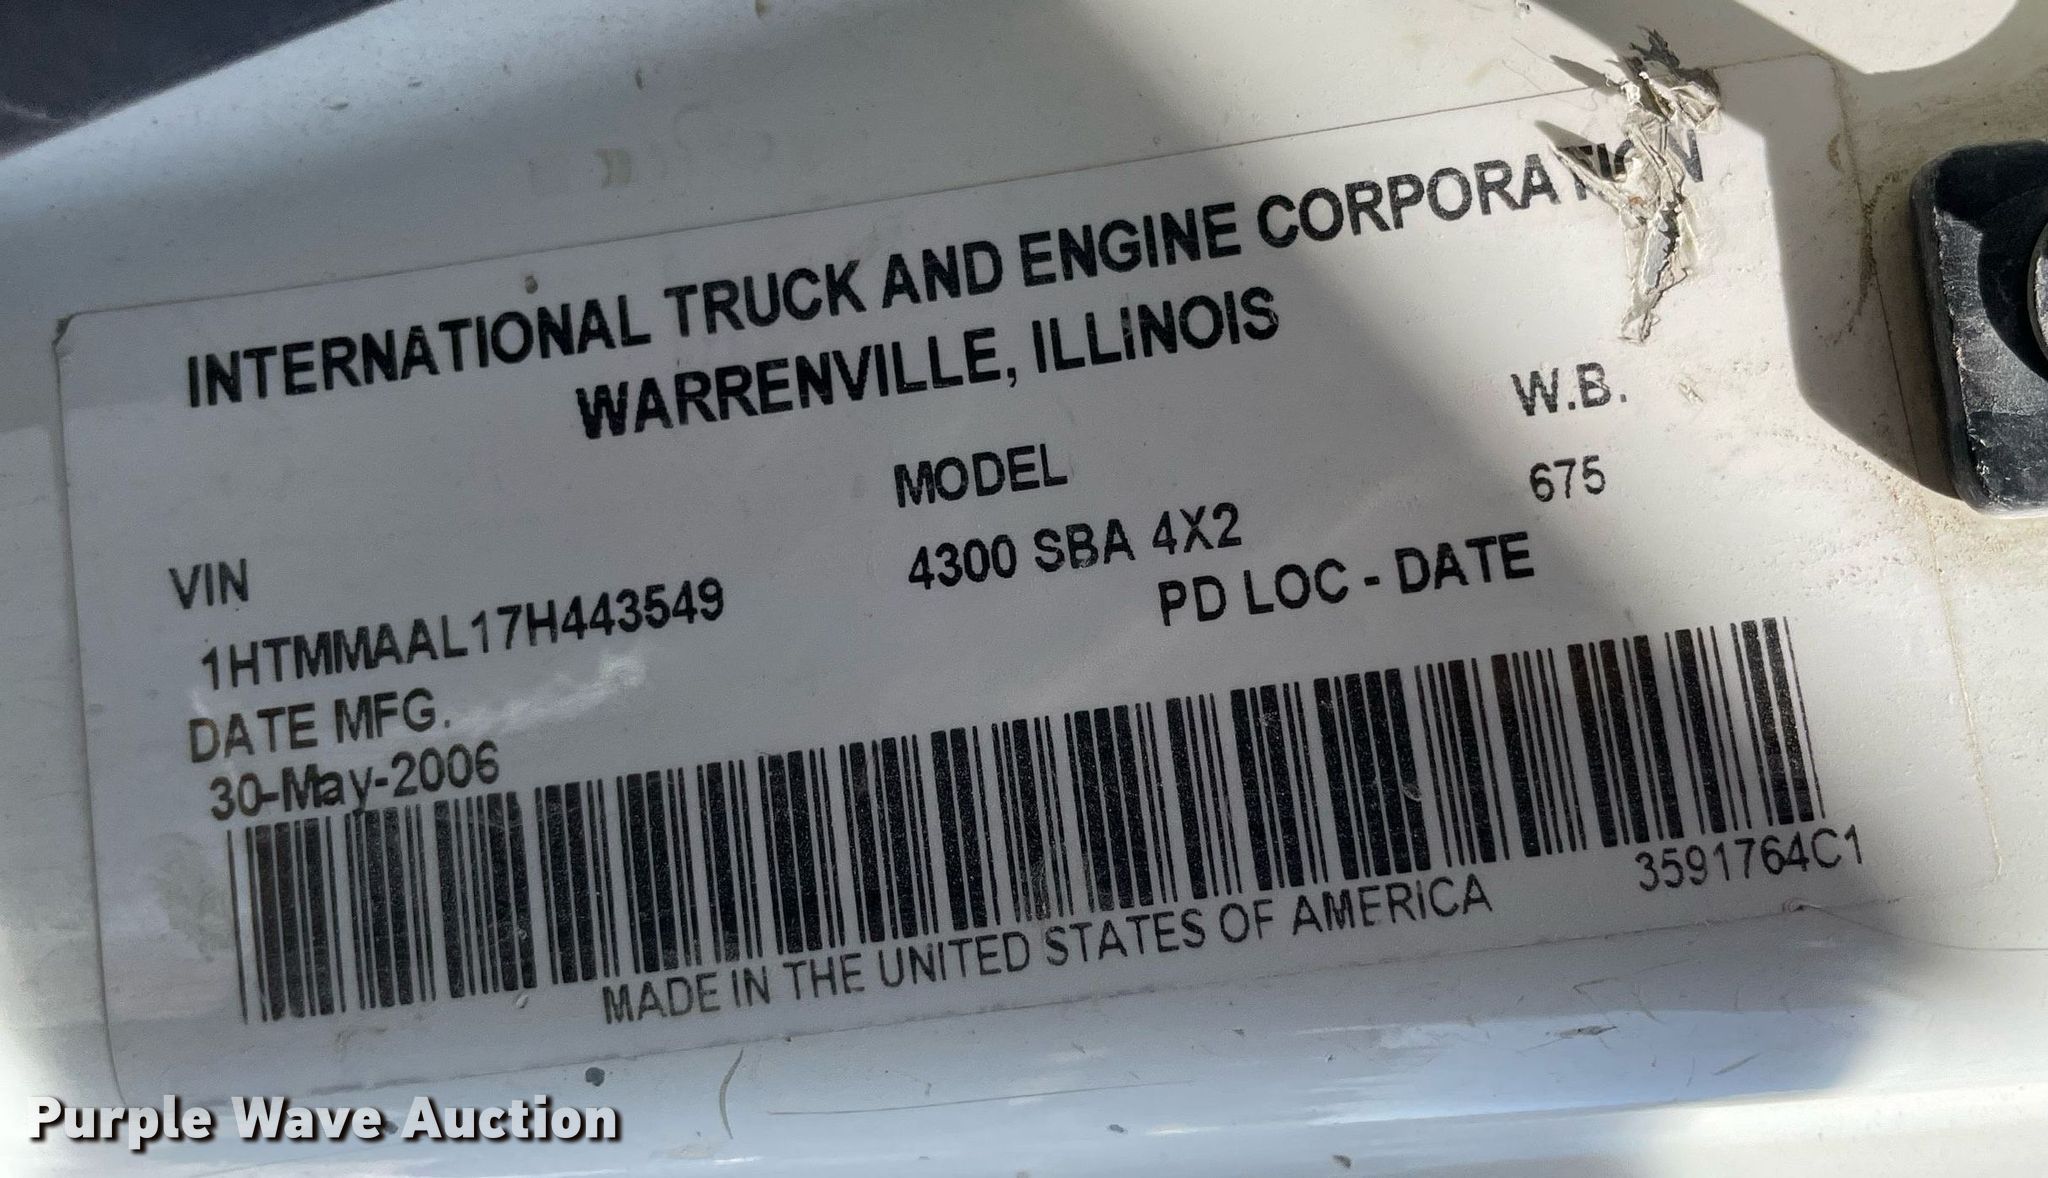 INTERNATIONAL TRUCK AND ENGINE CORPORATION
WARRENVILLE, ILLINOIS
MODEL W.B.
VIN 4300 SBA 4X2 675
1HTMMAAL17H443549 PD LOC - DATE
DATE MFG.
30-May-2006
3591764C1
MADE IN THE UNITED STATES OF AMERICA
Purple Wave Auction